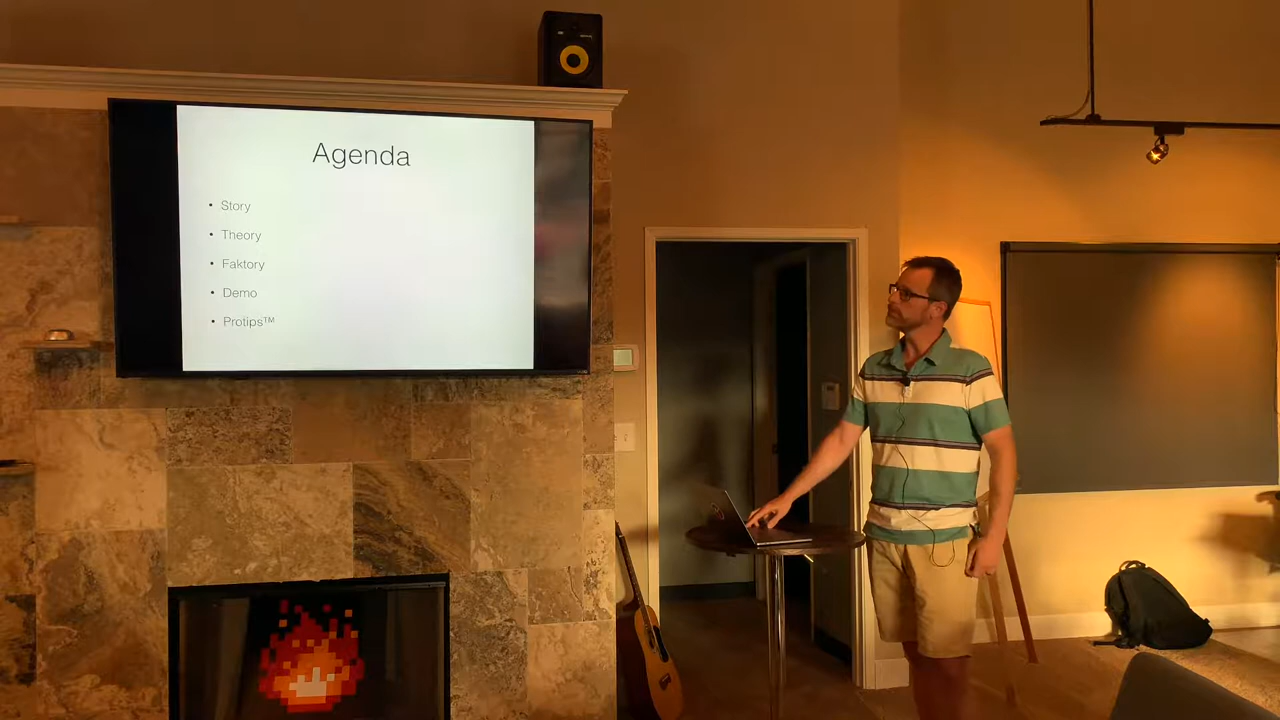 Agenda
• Story
• Theory
• Faktory
• Demo
• Protips™